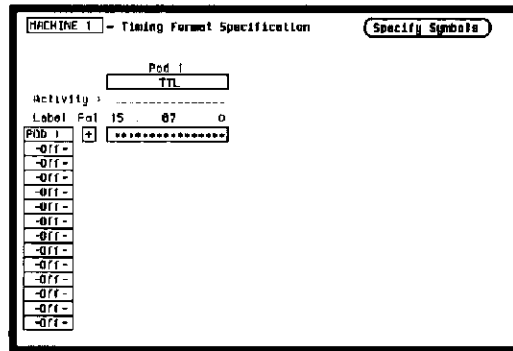 MACHINE 1 - Timing Format Specification Specify Symbols
Pod 1
TTL
Activity >
Label Pol 15 . . 87 0
POD 1 + ****************
-Off-
-Off-
-Off-
-Off-
-Off-
-Off-
-Off-
-Off-
-Off-
-Off-
-Off-
-Off-
-Off-